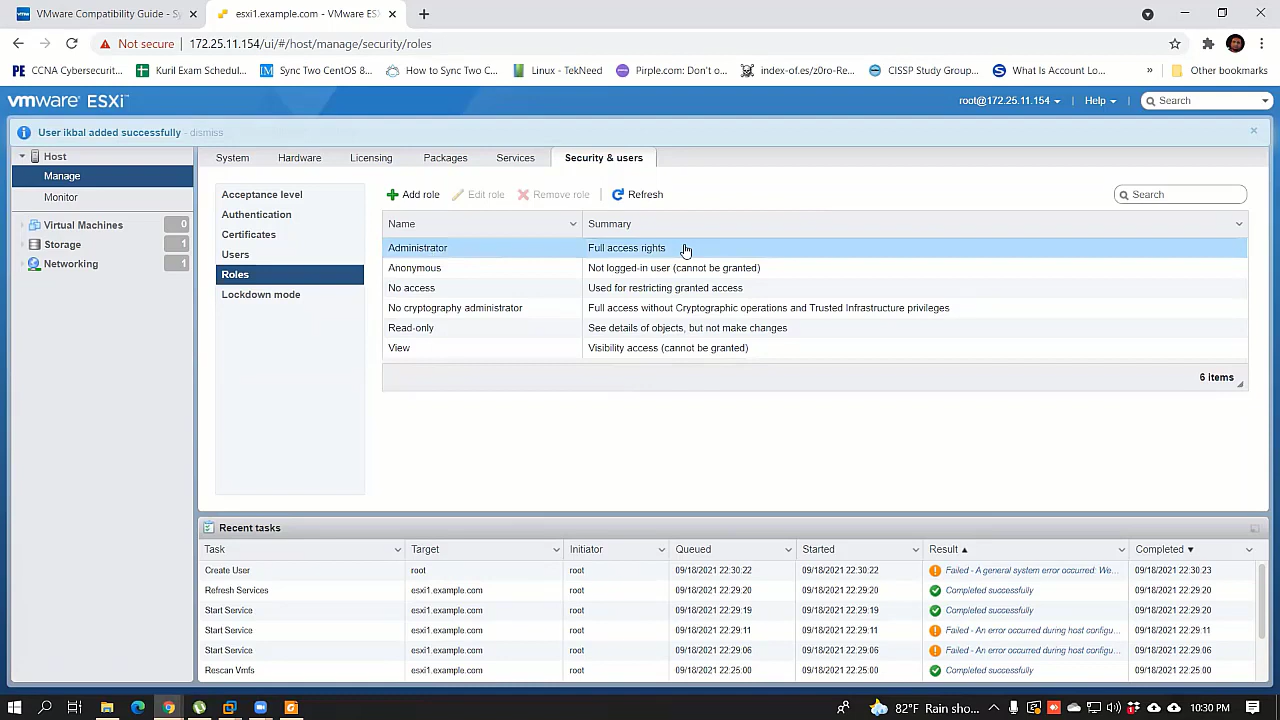 VMware Compatibility Guide - Sy
esxi1.example.com - VMware ESX
Not secure | 172.25.11.154/ui/#/host/manage/security/roles
CCNA Cybersecurit...
Kuril Exam Schedul...
Sync Two CentOS 8...
How to Sync Two C...
Linux - TekNeed
Pirple.com: Don't o...
index-of.es/z0ro-Re...
CISSP Study Group...
What Is Account Lo...
»
Other bookmarks
vmware ESXi™
root@172.25.11.154
Help
Search
User ikbal added successfully - dismiss
Host
Manage
Monitor
Virtual Machines 0
Storage 1
Networking 1
System
Hardware
Licensing
Packages
Services
Security & users
Acceptance level
Authentication
Certificates
Users
Roles
Lockdown mode
Add role
Edit role
Remove role
Refresh
Search
Name Summary
Administrator Full access rights
Anonymous Not logged-in user (cannot be granted)
No access Used for restricting granted access
No cryptography administrator Full access without Cryptographic operations and Trusted Infrastructure privileges
Read-only See details of objects, but not make changes
View Visibility access (cannot be granted)
6 items
Recent tasks
Task Target Initiator Queued Started Result Completed
Create User root root 09/18/2021 22:30:22 09/18/2021 22:30:22 Failed - A general system error occurred: We... 09/18/2021 22:30:23
Refresh Services esxi1.example.com root 09/18/2021 22:29:20 09/18/2021 22:29:20 Completed successfully 09/18/2021 22:29:20
Start Service esxi1.example.com root 09/18/2021 22:29:19 09/18/2021 22:29:19 Completed successfully 09/18/2021 22:29:20
Start Service esxi1.example.com root 09/18/2021 22:29:11 09/18/2021 22:29:11 Failed - An error occurred during host configu... 09/18/2021 22:29:11
Start Service esxi1.example.com root 09/18/2021 22:29:06 09/18/2021 22:29:06 Failed - An error occurred during host configu... 09/18/2021 22:29:06
Rescan Vmfs esxi1.example.com root 09/18/2021 22:25:00 09/18/2021 22:25:00 Completed successfully 09/18/2021 22:25:00
82°F Rain sho...
10:30 PM